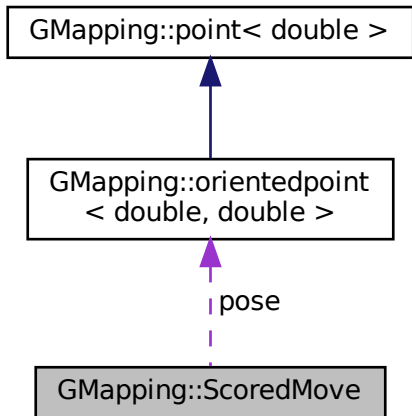 GMapping::point< double >
GMapping::orientedpoint
< double, double >
pose
GMapping::ScoredMove